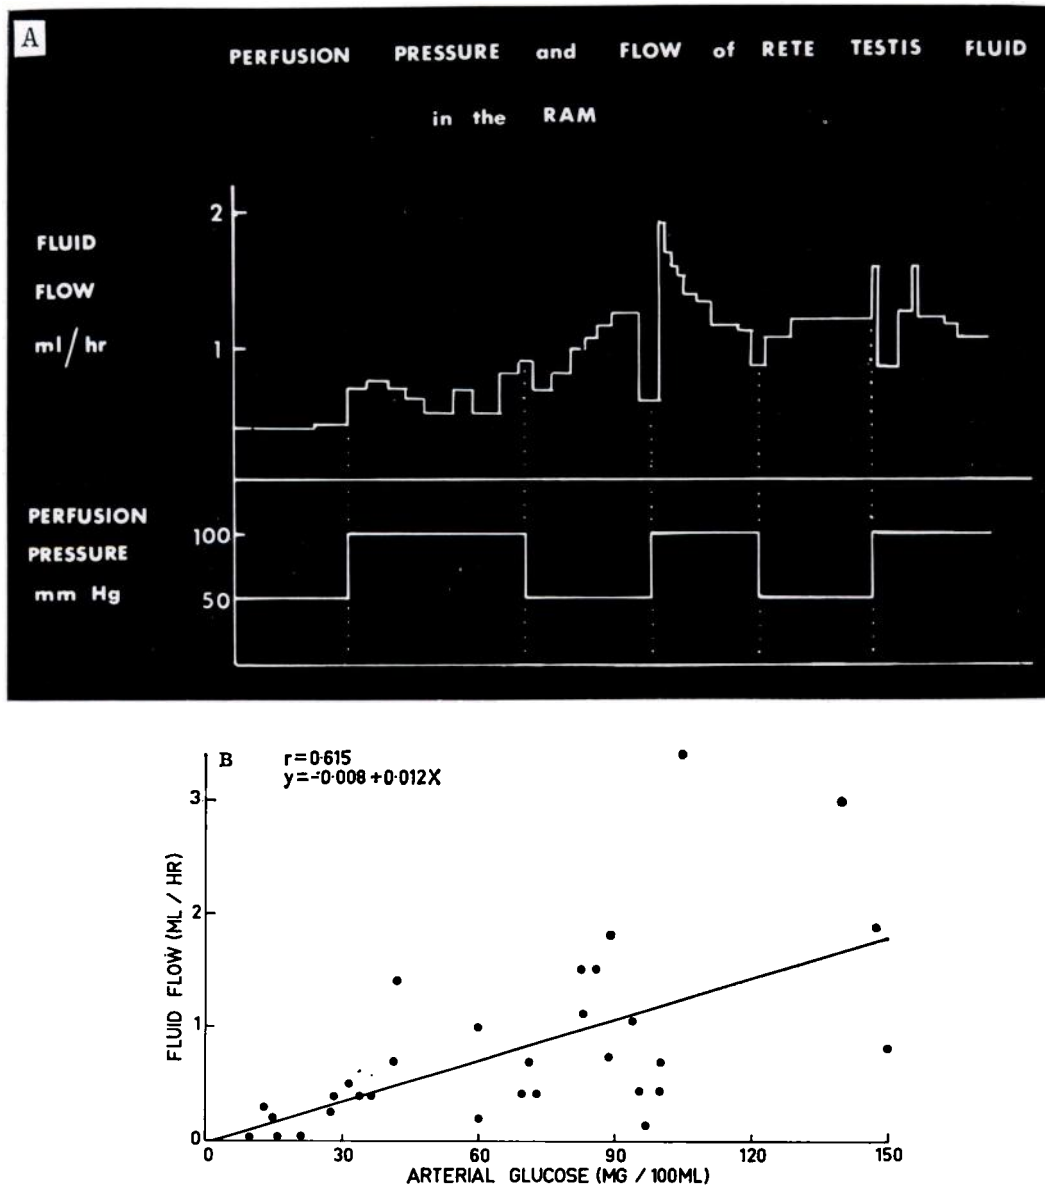 A
PERFUSION PRESSURE and FLOW of RETE TESTIS FLUID
in the RAM
FLUID
FLOW
ml/hr
2
1
PERFUSION
PRESSURE
mm Hg
100
50
B
r=0·615
y=-0·008+0·012X
FLUID FLOW (ML / HR)
3
2
1
0
0 30 60 90 120 150
ARTERIAL GLUCOSE (MG / 100ML)